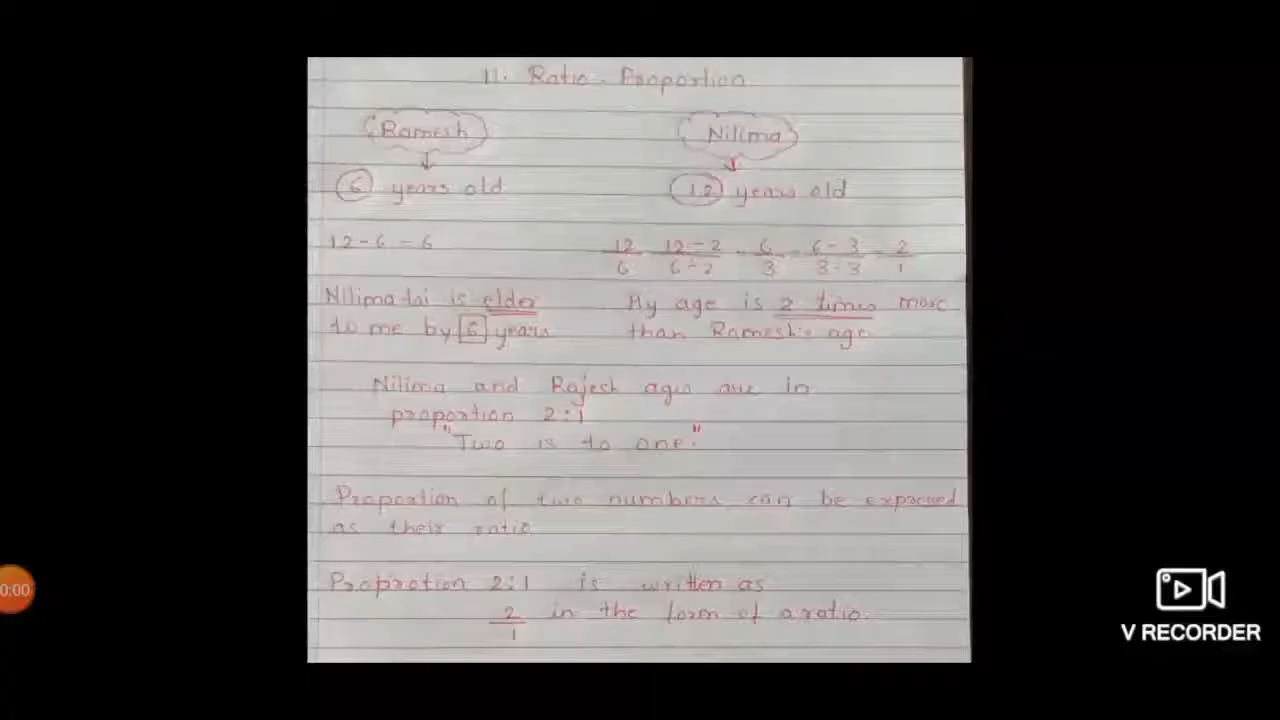 11. Ratio - Proportion
Ramesh
Nilima
6 years old
12 years old
12 - 6 = 6
12/6 = 12 ÷ 2 / 6 ÷ 2 = 6/3 = 6 ÷ 3 / 3 ÷ 3 = 2/1
Nilima tai is elder
to me by 6 years
My age is 2 times more
than Ramesh's age
Nilima and Rajesh ages are in
proportion 2:1
"Two is to one."
Proportion of two numbers can be expressed
as their ratio
Proprotion 2:1 is written as
2/1 in the form of a ratio.
0:00
V RECORDER